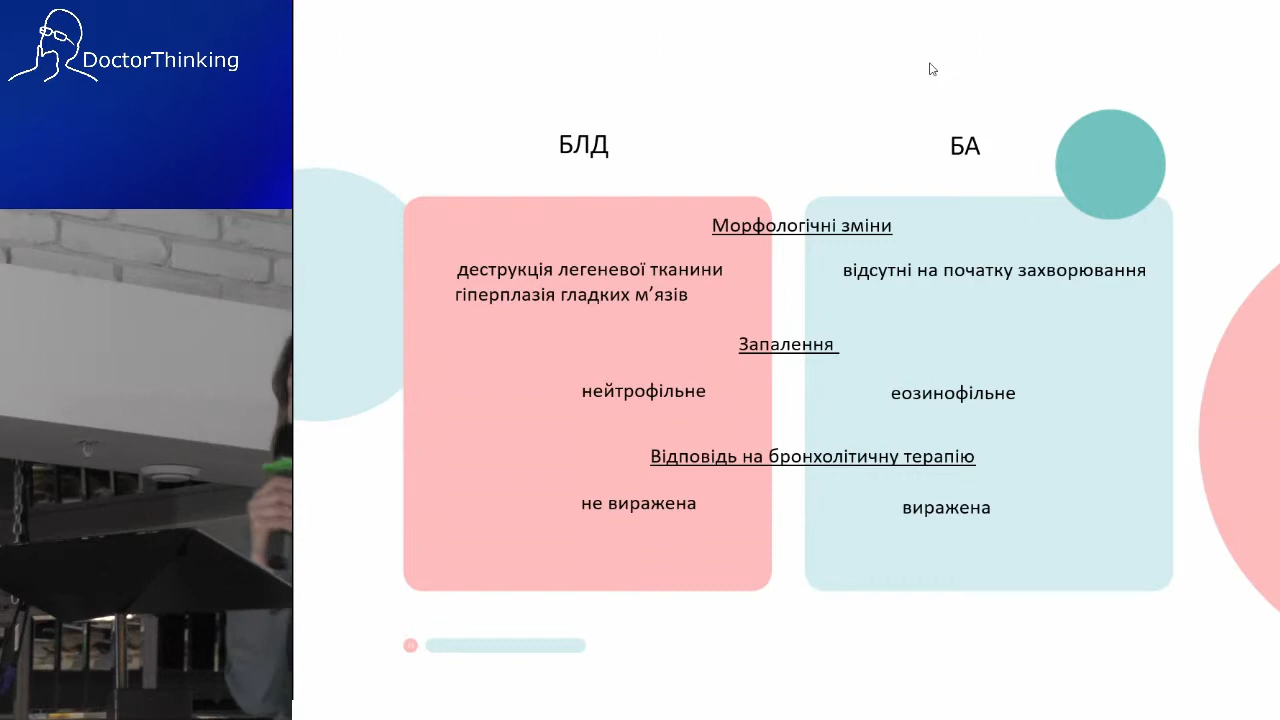 DoctorThinking
БЛД
БА
Морфологічні зміни
деструкція легеневої тканини
гіперплазія гладких м’язів
відсутні на початку захворювання
Запалення
нейтрофільне
еозинофільне
Відповідь на бронхолітичну терапію
не виражена
виражена